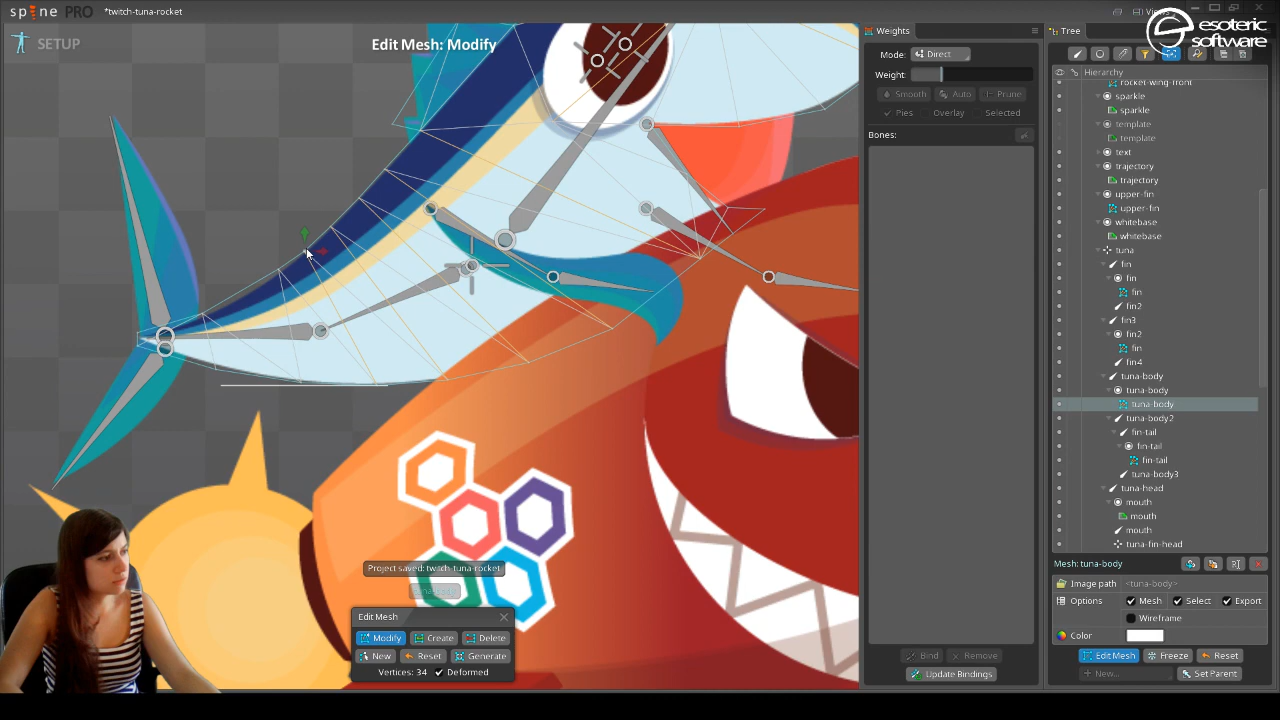 spine PRO *twitch-tuna-rocket
Views
SETUP
Edit Mesh: Modify
esoteric
software
Weights
Mode: Direct
Weight:
Smooth Auto Prune
Pies Overlay Selected
Bones:
Bind Remove
Update Bindings
Tree
Hierarchy
rocket-wing-front
sparkle
sparkle
template
template
text
trajectory
trajectory
upper-fin
upper-fin
whitebase
whitebase
tuna
fin
fin
fin
fin2
fin3
fin2
fin
fin4
tuna-body
tuna-body
tuna-body
tuna-body2
fin-tail
fin-tail
fin-tail
tuna-body3
tuna-head
mouth
mouth
mouth
tuna-fin-head
Mesh: tuna-body
Image path <tuna-body>
Options Mesh Select Export
Wireframe
Color
Edit Mesh Freeze Reset
New... Set Parent
Project saved: twitch-tuna-rocket
Edit Mesh
Modify Create Delete
New Reset Generate
Vertices: 34 Deformed